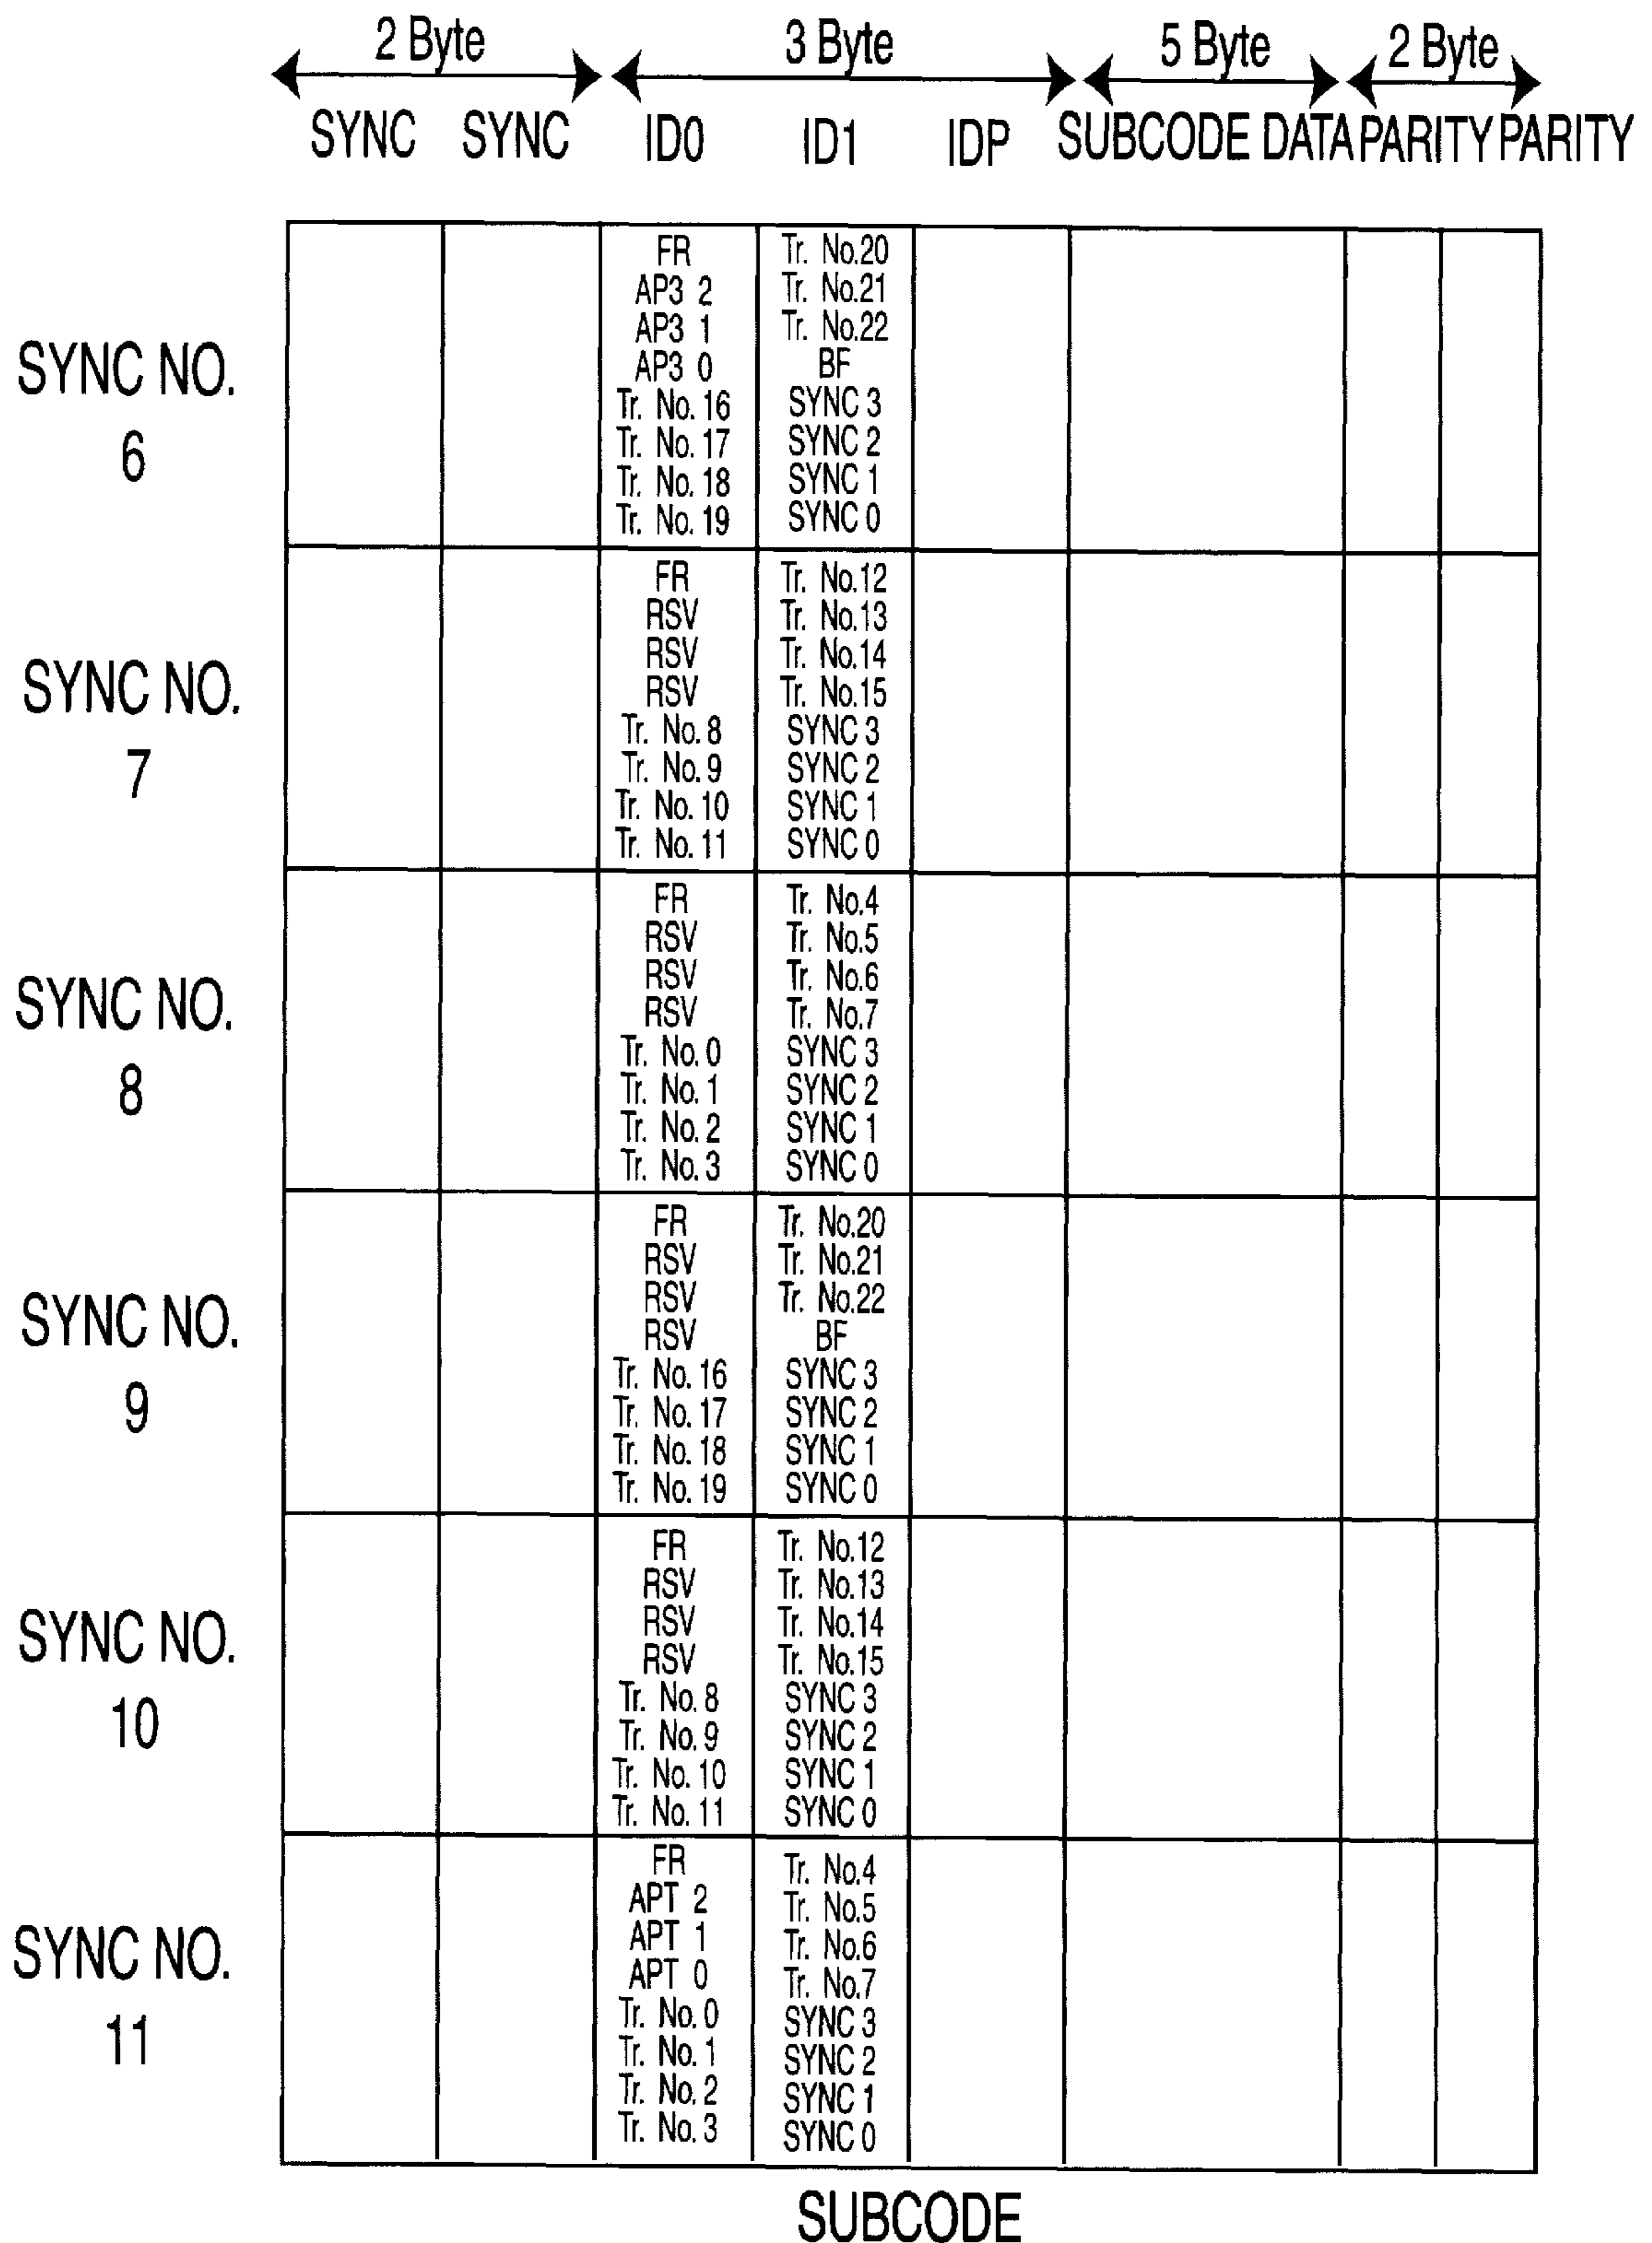 2 Byte 3 Byte 5 Byte 2 Byte
SYNC SYNC ID0 ID1 IDP SUBCODE DATA PARITY PARITY
SYNC NO.
6
FR Tr. No.20
AP3 2 Tr. No.21
AP3 1 Tr. No.22
AP3 0 BF
Tr. No. 16 SYNC 3
Tr. No. 17 SYNC 2
Tr. No. 18 SYNC 1
Tr. No. 19 SYNC 0
SYNC NO.
7
FR Tr. No.12
RSV Tr. No.13
RSV Tr. No.14
RSV Tr. No.15
Tr. No. 8 SYNC 3
Tr. No. 9 SYNC 2
Tr. No. 10 SYNC 1
Tr. No. 11 SYNC 0
SYNC NO.
8
FR Tr. No.4
RSV Tr. No.5
RSV Tr. No.6
RSV Tr. No.7
Tr. No. 0 SYNC 3
Tr. No. 1 SYNC 2
Tr. No. 2 SYNC 1
Tr. No. 3 SYNC 0
SYNC NO.
9
FR Tr. No.20
RSV Tr. No.21
RSV Tr. No.22
RSV BF
Tr. No. 16 SYNC 3
Tr. No. 17 SYNC 2
Tr. No. 18 SYNC 1
Tr. No. 19 SYNC 0
SYNC NO.
10
FR Tr. No.12
RSV Tr. No.13
RSV Tr. No.14
RSV Tr. No.15
Tr. No. 8 SYNC 3
Tr. No. 9 SYNC 2
Tr. No. 10 SYNC 1
Tr. No. 11 SYNC 0
SYNC NO.
11
FR Tr. No.4
APT 2 Tr. No.5
APT 1 Tr. No.6
APT 0 Tr. No.7
Tr. No. 0 SYNC 3
Tr. No. 1 SYNC 2
Tr. No. 2 SYNC 1
Tr. No. 3 SYNC 0
SUBCODE